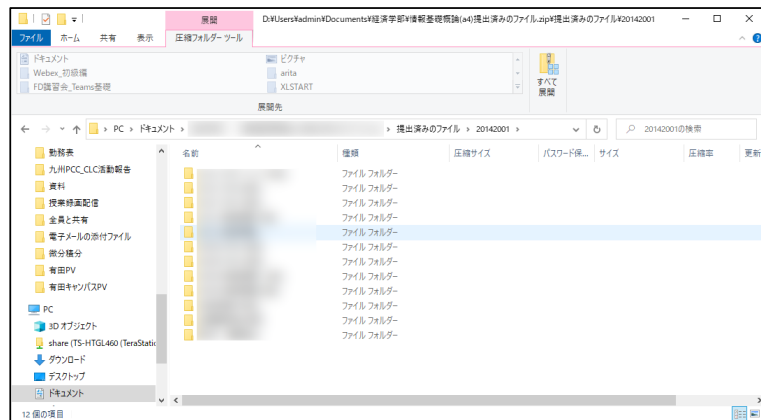 展開
D:¥Users¥admin¥Documents¥経済学部¥情報基礎概論(a4)提出済みのファイル.zip¥提出済みのファイル¥20142001
ファイル ホーム 共有 表示 圧縮フォルダー ツール
ドキュメント ピクチャ
Webex_初級編 arita
FD講習会_Teams基礎 XLSTART
すべて
展開
展開先
PC › ドキュメント › › 提出済みのファイル › 20142001 ›
20142001の検索
名前 種類 圧縮サイズ パスワード保... サイズ 圧縮率 更新
勤務表
九州PCC_CLC活動報告
資料
授業録画配信
全員と共有
電子メールの添付ファイル
微分積分
有田PV
有田キャンパスPV
PC
3D オブジェクト
share (TS-HTGL460 (TeraStatic
ダウンロード
デスクトップ
ドキュメント
ファイル フォルダー
ファイル フォルダー
ファイル フォルダー
ファイル フォルダー
ファイル フォルダー
ファイル フォルダー
ファイル フォルダー
ファイル フォルダー
ファイル フォルダー
ファイル フォルダー
ファイル フォルダー
ファイル フォルダー
12 個の項目